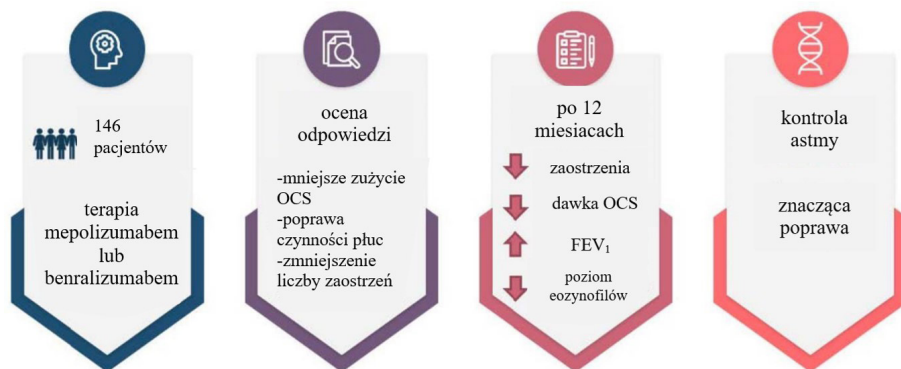 146
pacjentów
terapia
mepolizumabem
lub
benralizumabem
ocena
odpowiedzi
-mniejsze zużycie
OCS
-poprawa
czynności płuc
-zmniejszenie
liczby zaostrzeń
po 12
miesiacach
zaostrzenia
dawka OCS
FEV₁
poziom
eozynofilów
kontrola
astmy
znacząca
poprawa